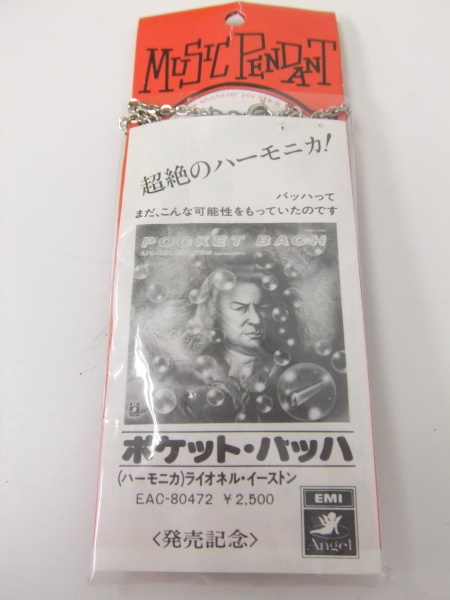 MUSIC PENDANT
whichever you
超絶のハーモニカ!
バッハって
まだ、こんな可能性をもっていたのです
POCKET BACH
ポケット・バッハ
(ハーモニカ)ライオネル・イーストン
EAC-80472 ¥2,500
EMI
Angel
〈発売記念〉